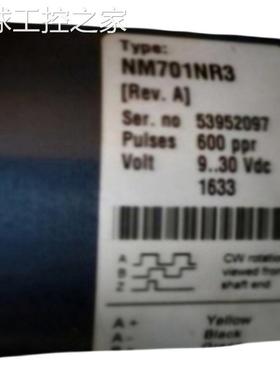 球工控之家
Type:
NM701NR3
[Rev. A]
Ser. no 53952097
Pulses 600 ppr
Volt 9..30 Vdc
1633
A
B
Z
CW rotation
viewed from
shaft end
A+ Yellow
A- Black